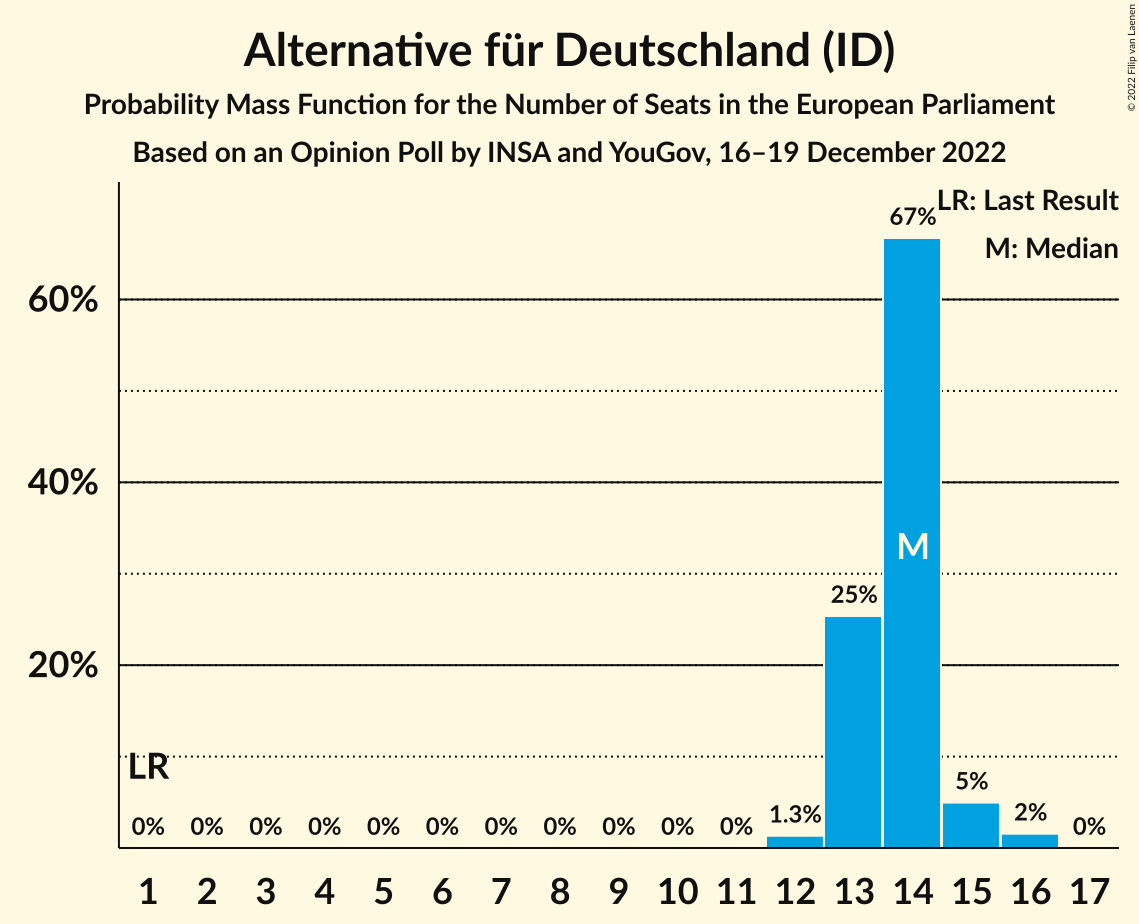 Alternative für Deutschland (ID)
Probability Mass Function for the Number of Seats in the European Parliament
Based on an Opinion Poll by INSA and YouGov, 16–19 December 2022
© 2022 Filip van Laenen
LR: Last Result
M: Median
67%
60%
40%
M
25%
20%
LR
5%
1.3% 2%
0% 0% 0% 0% 0% 0% 0% 0% 0% 0% 0% 0%
1 2 3 4 5 6 7 8 9 10 11 12 13 14 15 16 17